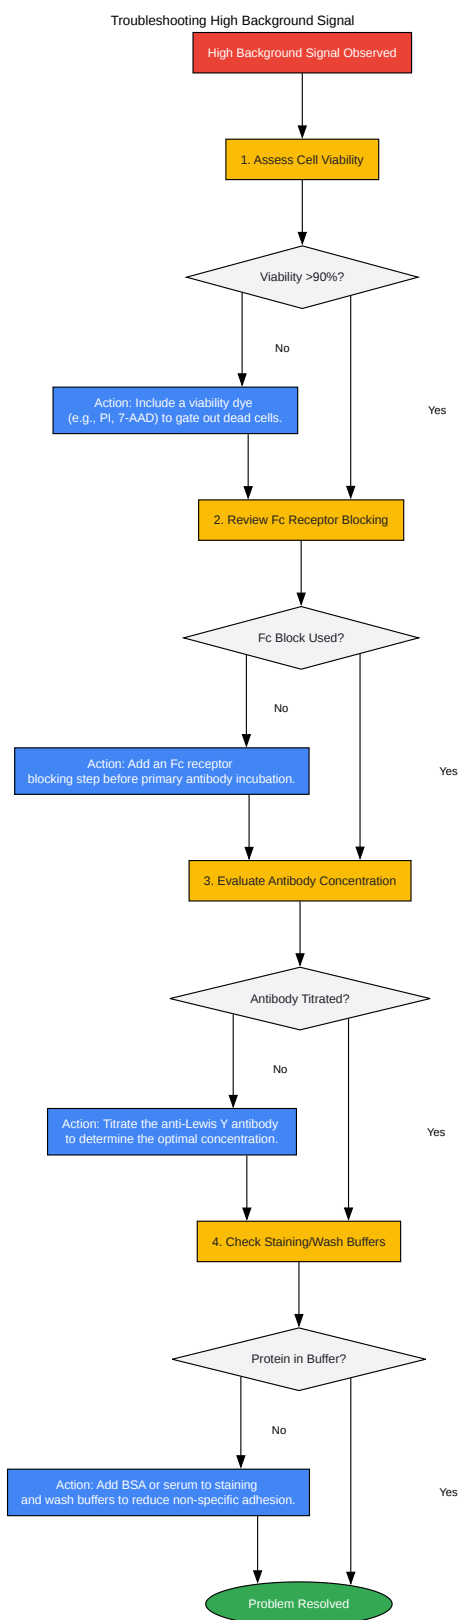 Troubleshooting High Background Signal
High Background Signal Observed
1. Assess Cell Viability
Viability >90%?
No
Action: Include a viability dye
(e.g., PI, 7-AAD) to gate out dead cells.
Yes
2. Review Fc Receptor Blocking
Fc Block Used?
No
Action: Add an Fc receptor
blocking step before primary antibody incubation.
Yes
3. Evaluate Antibody Concentration
Antibody Titrated?
No
Action: Titrate the anti-Lewis Y antibody
to determine the optimal concentration.
Yes
4. Check Staining/Wash Buffers
Protein in Buffer?
No
Action: Add BSA or serum to staining
and wash buffers to reduce non-specific adhesion.
Yes
Problem Resolved